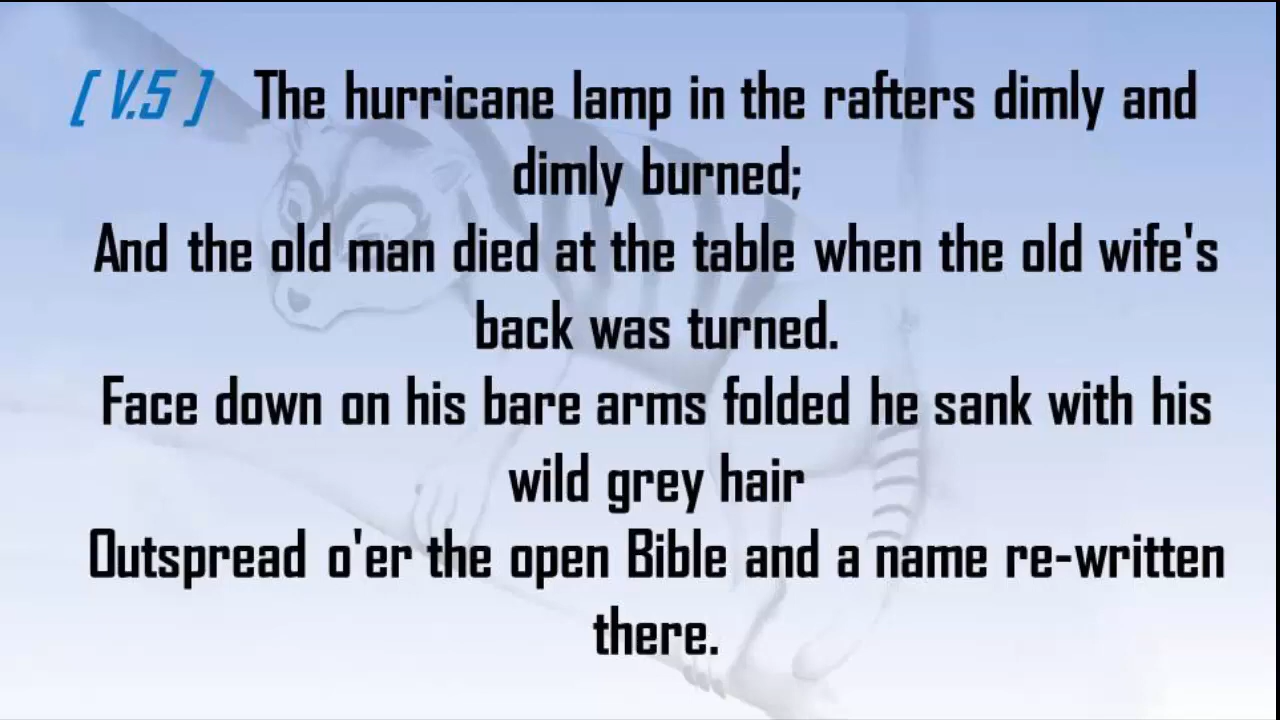 [ V.5 ] The hurricane lamp in the rafters dimly and
dimly burned;
And the old man died at the table when the old wife's
back was turned.
Face down on his bare arms folded he sank with his
wild grey hair
Outspread o'er the open Bible and a name re-written
there.